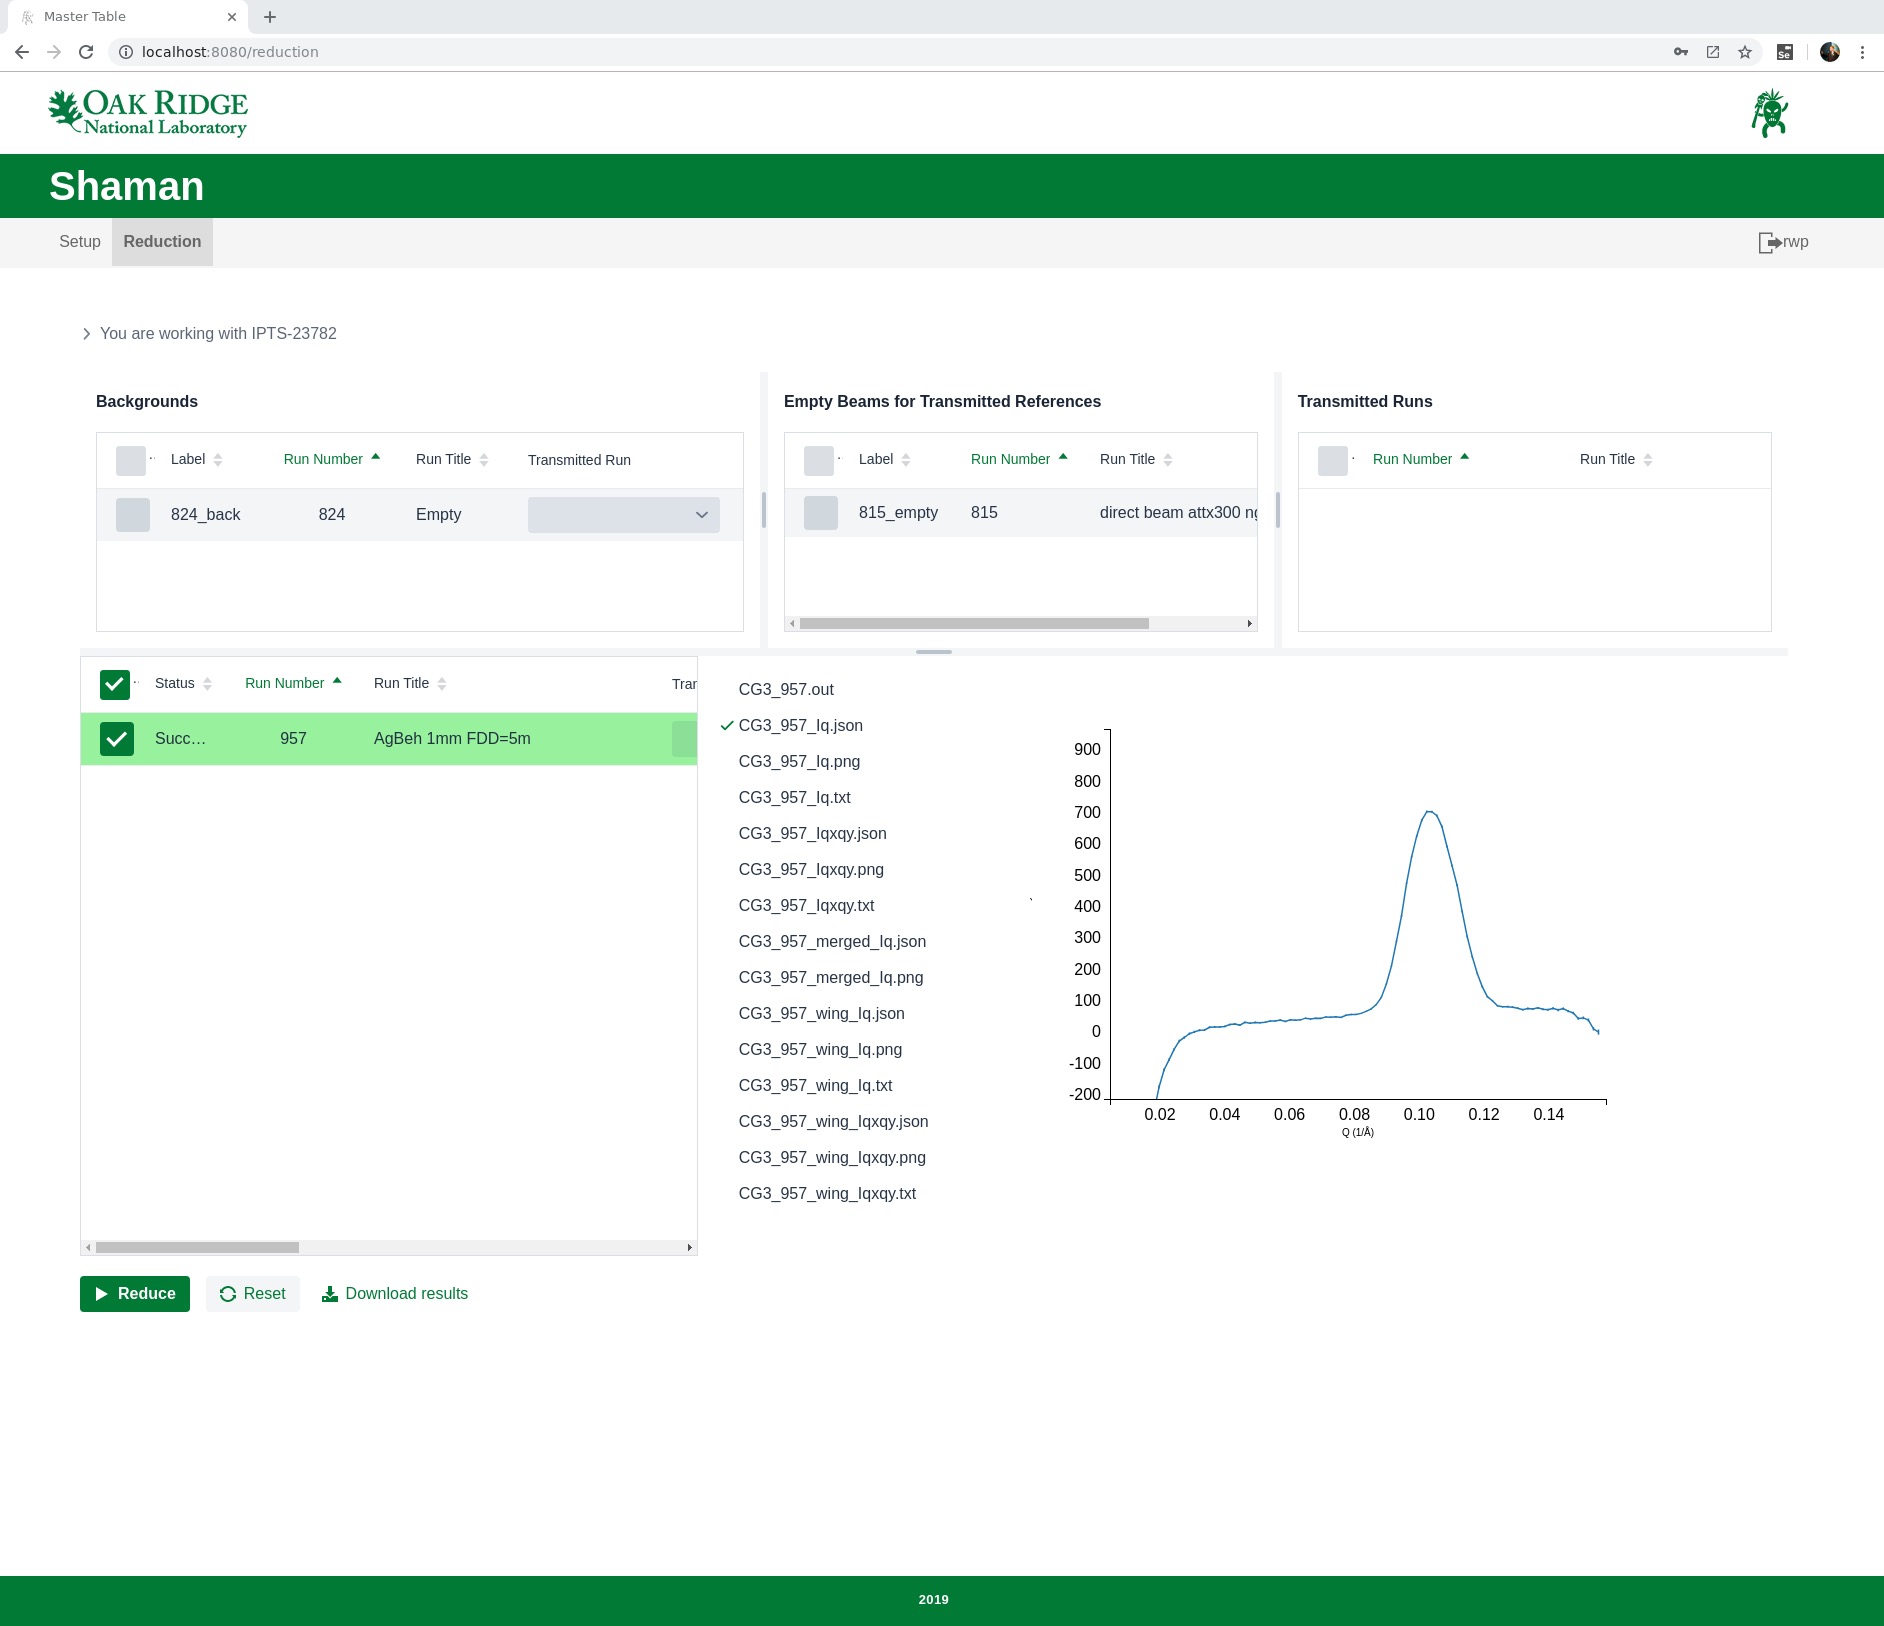 Master Table
localhost:8080/reduction
Se
OAK RIDGE
National Laboratory
Shaman
Setup
Reduction
rwp
You are working with IPTS-23782
Backgrounds
Label
Run Number
Run Title
Transmitted Run
824_back
824
Empty
Empty Beams for Transmitted References
Label
Run Number
Run Title
815_empty
815
direct beam attx300
Transmitted Runs
Run Number
Run Title
Status
Run Number
Run Title
Tran
Succ…
957
AgBeh 1mm FDD=5m
CG3_957.out
CG3_957_Iq.json
CG3_957_Iq.png
CG3_957_Iq.txt
CG3_957_Iqxqy.json
CG3_957_Iqxqy.png
CG3_957_Iqxqy.txt
CG3_957_merged_Iq.json
CG3_957_merged_Iq.png
CG3_957_wing_Iq.json
CG3_957_wing_Iq.png
CG3_957_wing_Iq.txt
CG3_957_wing_Iqxqy.json
CG3_957_wing_Iqxqy.png
CG3_957_wing_Iqxqy.txt
900
800
700
600
500
400
300
200
100
0
-100
-200
0.02 0.04 0.06 0.08 0.10 0.12 0.14
Q (1/Å)
Reduce
Reset
Download results
2019